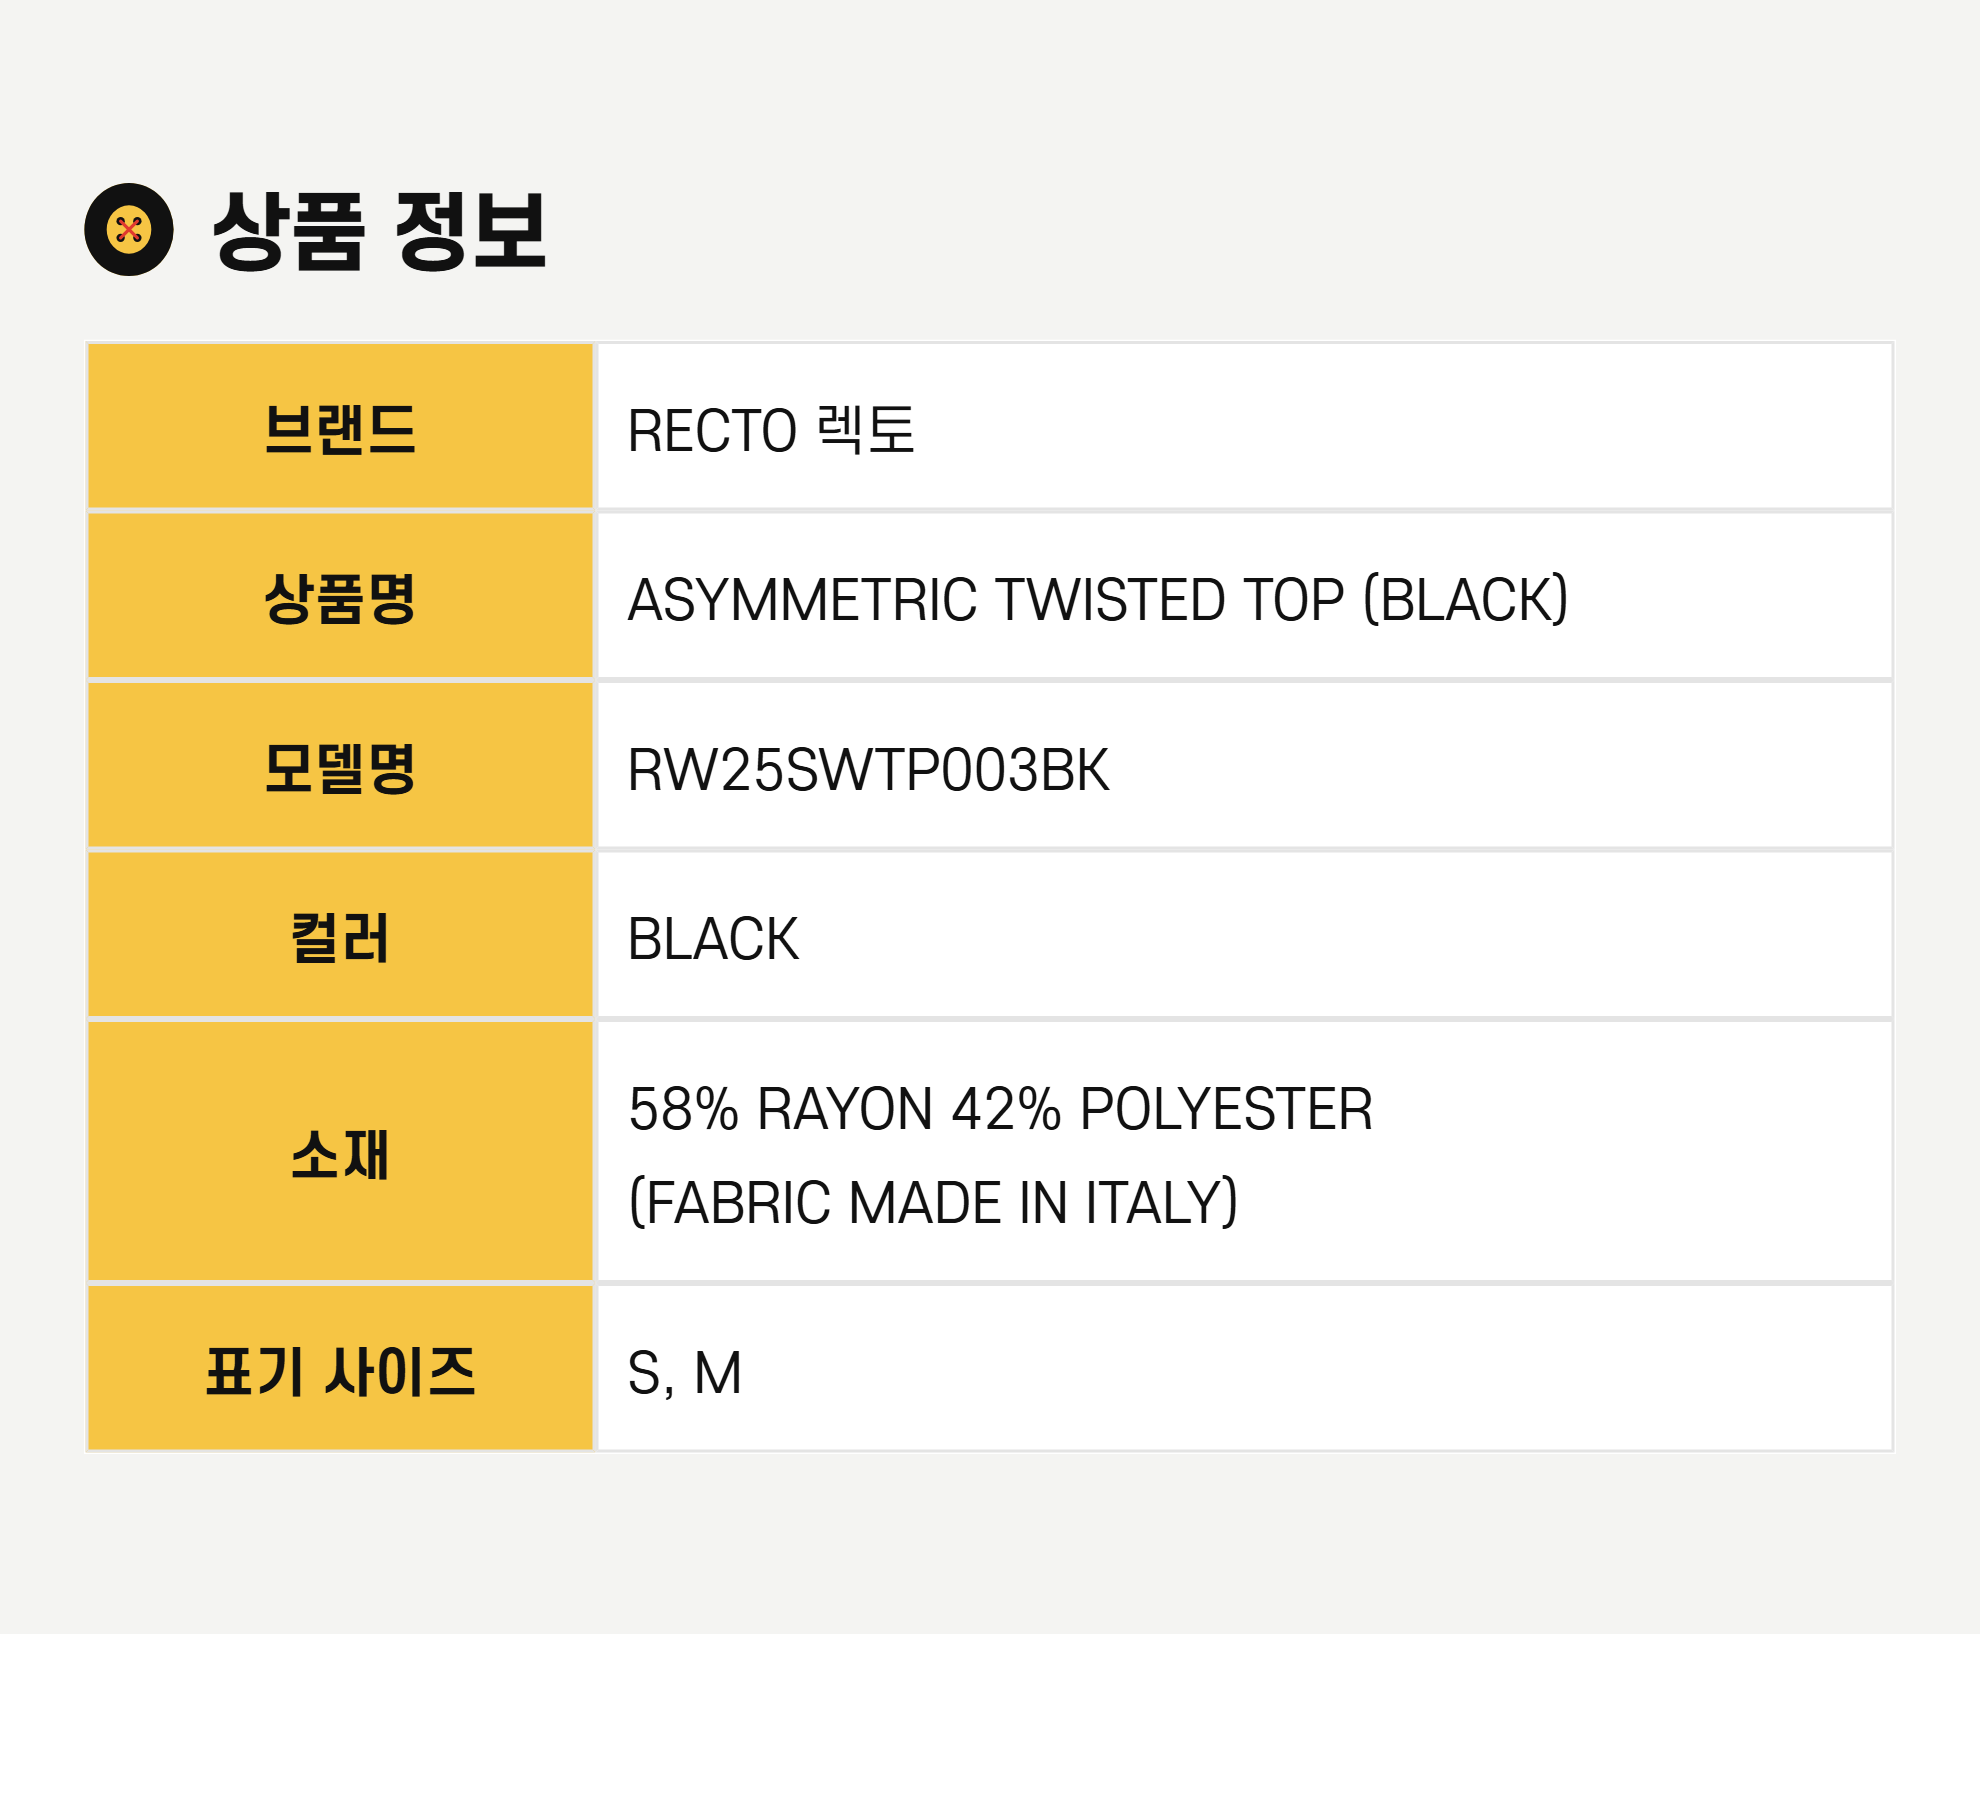 상품 정보
브랜드
RECTO 렉토
상품명
ASYMMETRIC TWISTED TOP (BLACK)
모델명
RW25SWTP003BK
컬러
BLACK
소재
58% RAYON 42% POLYESTER
(FABRIC MADE IN ITALY)
표기 사이즈
S, M